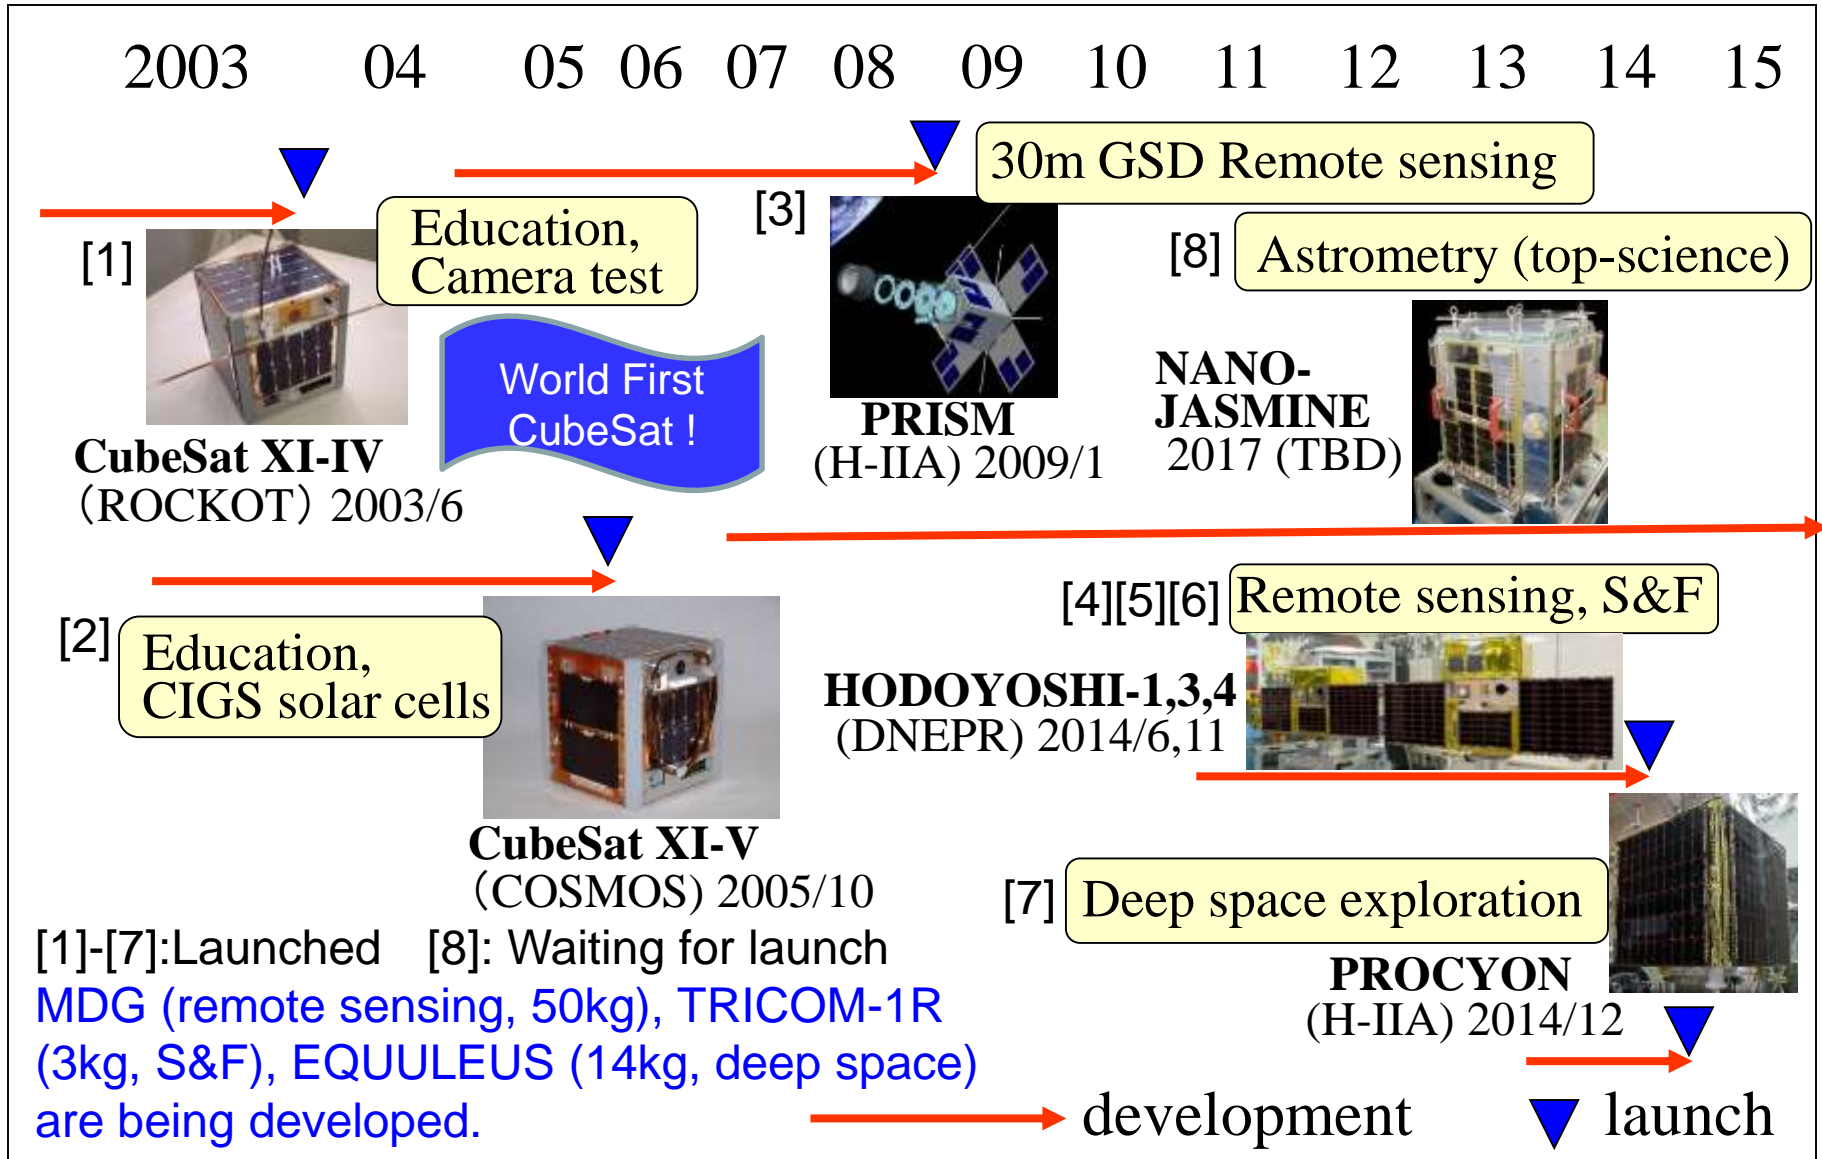 2003 04 05 06 07 08 09 10 11 12 13 14 15
30m GSD Remote sensing
[3]
[1]
Education,
Camera test
[8]
Astrometry (top-science)
World First
CubeSat !
NANO-
JASMINE
2017 (TBD)
PRISM
(H-IIA) 2009/1
CubeSat XI-IV
（ROCKOT）2003/6
[4][5][6]
Remote sensing, S&F
[2]
Education,
CIGS solar cells
HODOYOSHI-1,3,4
(DNEPR) 2014/6,11
CubeSat XI-V
（COSMOS) 2005/10
[7]
Deep space exploration
PROCYON
(H-IIA) 2014/12
[1]-[7]:Launched [8]: Waiting for launch
MDG (remote sensing, 50kg), TRICOM-1R
(3kg, S&F), EQUULEUS (14kg, deep space)
are being developed.
development
launch